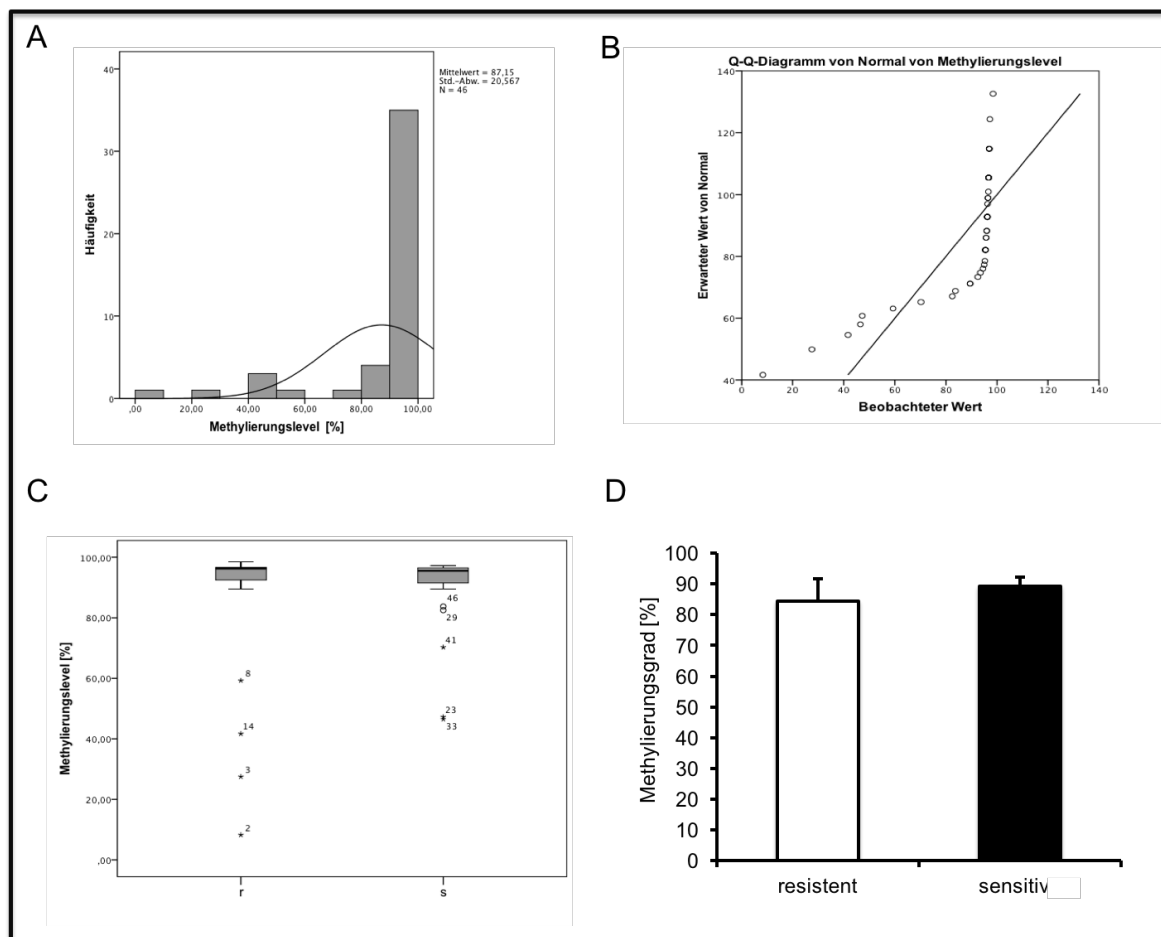 A
Mittelwert = 87,15
Std.-Abw. = 20,567
N = 46
40
30
20
10
0
Häufigkeit
,00 20,00 40,00 60,00 80,00 100,00
Methylierungslevel [%]
B
Q-Q-Diagramm von Normal von Methylierungslevel
140
120
100
80
60
40
Erwarteter Wert von Normal
0 20 40 60 80 100 120 140
Beobachteter Wert
C
100,00
80,00
60,00
40,00
20,00
,00
Methylierungslevel [%]
8
14
3
2
46
29
41
23
33
r s
D
100
90
80
70
60
50
40
30
20
10
0
Methylierungsgrad [%]
resistent sensitiv